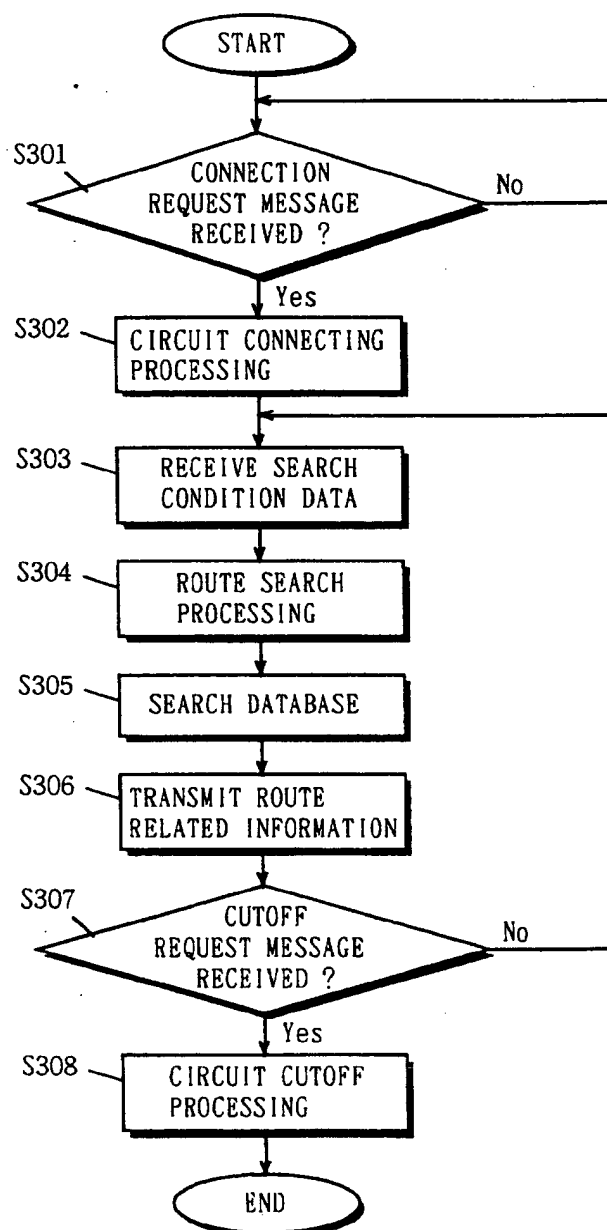 START
S301
CONNECTION
REQUEST MESSAGE
RECEIVED ?
No
Yes
S302
CIRCUIT CONNECTING
PROCESSING
S303
RECEIVE SEARCH
CONDITION DATA
S304
ROUTE SEARCH
PROCESSING
S305
SEARCH DATABASE
S306
TRANSMIT ROUTE
RELATED INFORMATION
S307
CUTOFF
REQUEST MESSAGE
RECEIVED ?
No
Yes
S308
CIRCUIT CUTOFF
PROCESSING
END